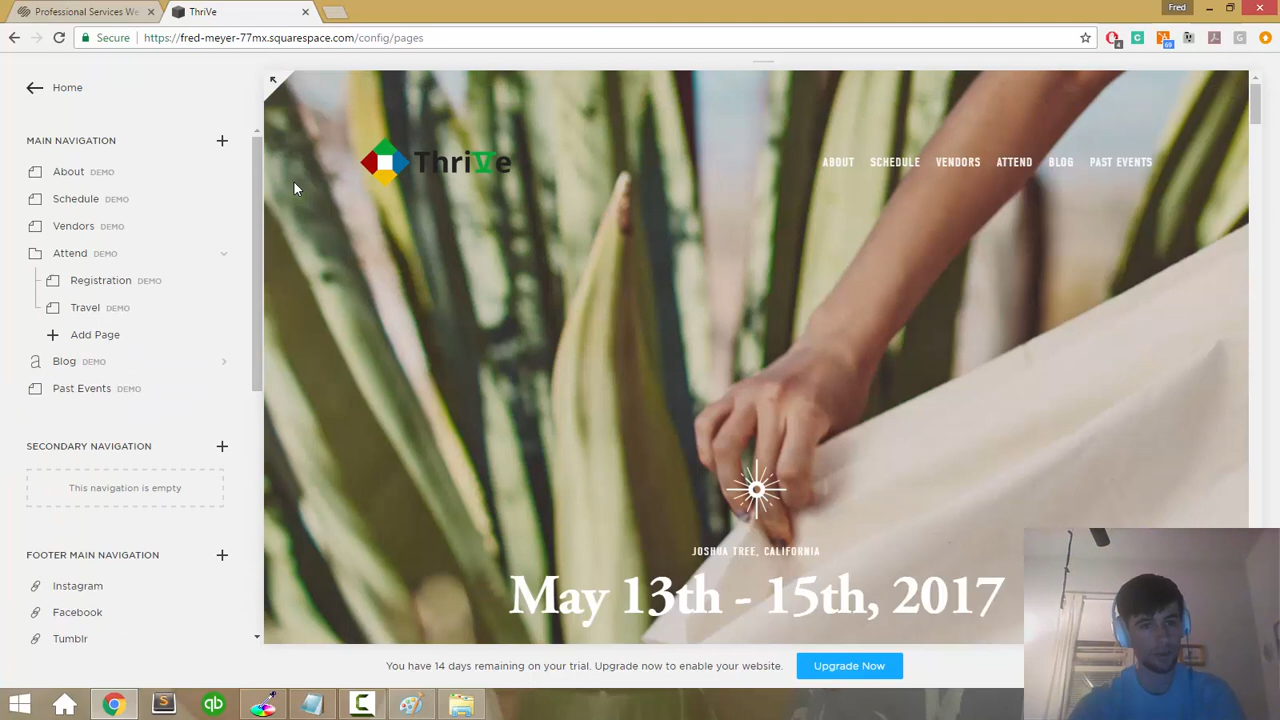 Professional Services We
ThriVe
Fred
Secure
https://fred-meyer-77mx.squarespace.com/config/pages
4
69
Home
MAIN NAVIGATION
About DEMO
Schedule DEMO
Vendors DEMO
Attend DEMO
Registration DEMO
Travel DEMO
Add Page
Blog DEMO
Past Events DEMO
SECONDARY NAVIGATION
This navigation is empty
FOOTER MAIN NAVIGATION
Instagram
Facebook
Tumblr
ThriVe
ABOUT SCHEDULE VENDORS ATTEND BLOG PAST EVENTS
JOSHUA TREE, CALIFORNIA
May 13th - 15th, 2017
You have 14 days remaining on your trial. Upgrade now to enable your website.
Upgrade Now